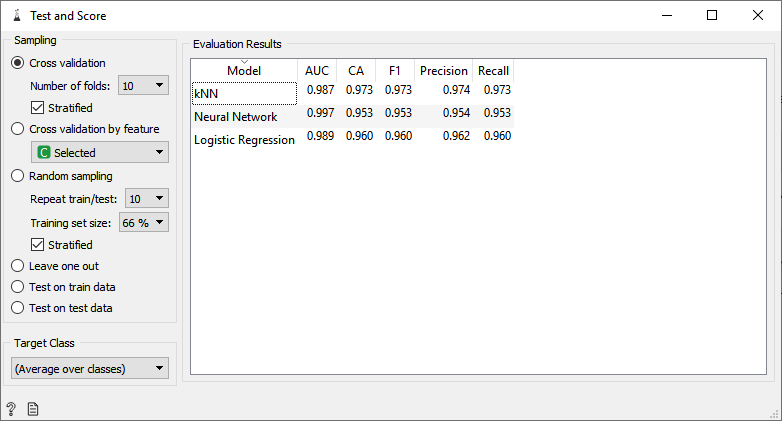 Test and Score
Sampling
Cross validation
Number of folds: 10
Stratified
Cross validation by feature
C Selected
Random sampling
Repeat train/test: 10
Training set size: 66 %
Stratified
Leave one out
Test on train data
Test on test data
Target Class
(Average over classes)
?
Evaluation Results
Model AUC CA F1 Precision Recall
kNN 0.987 0.973 0.973 0.974 0.973
Neural Network 0.997 0.953 0.953 0.954 0.953
Logistic Regression 0.989 0.960 0.960 0.962 0.960